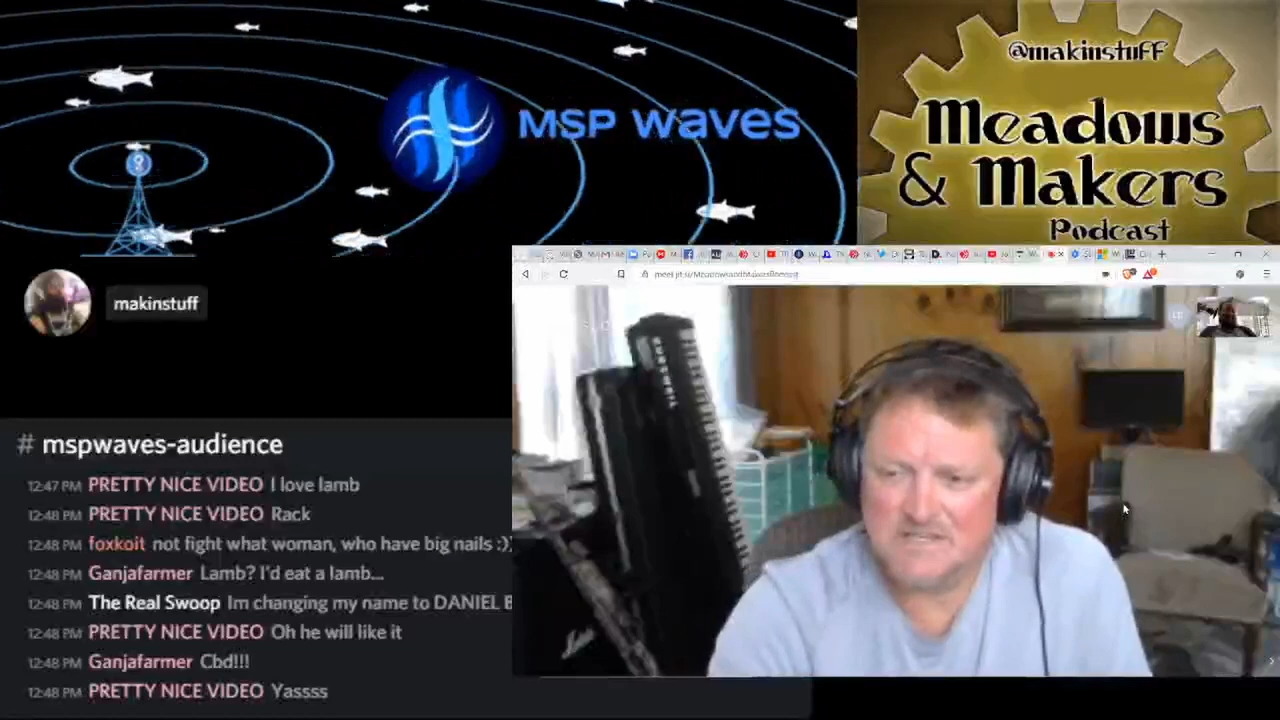 MSP WAVES
@makinstuff
Meadows
& Makers
Podcast
makinstuff
# mspwaves-audience
12:47 PM PRETTY NICE VIDEO I love lamb
12:48 PM PRETTY NICE VIDEO Rack
12:48 PM foxkoit not fight what woman, who have big nails :)
12:48 PM Ganjafarmer Lamb? I'd eat a lamb...
12:48 PM The Real Swoop Im changing my name to DANIEL
12:48 PM PRETTY NICE VIDEO Oh he will like it
12:48 PM Ganjafarmer Cbd!!!
12:48 PM PRETTY NICE VIDEO Yassss